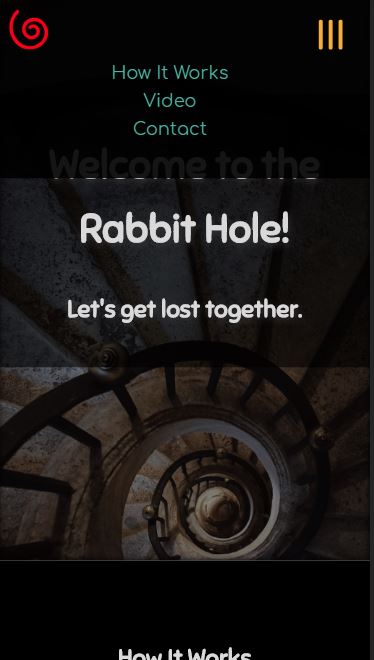 How It Works
Video
Contact
Welcome to the
Rabbit Hole!
Let's get lost together.
How It Works